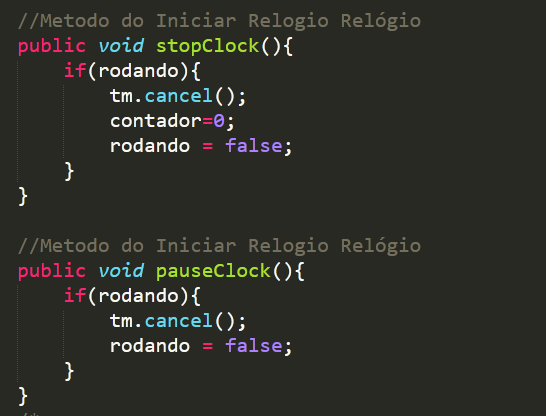 //Metodo do Iniciar Relogio Relógio
public void stopClock(){
if(rodando){
tm.cancel();
contador=0;
rodando = false;
}
}
//Metodo do Iniciar Relogio Relógio
public void pauseClock(){
if(rodando){
tm.cancel();
rodando = false;
}
}